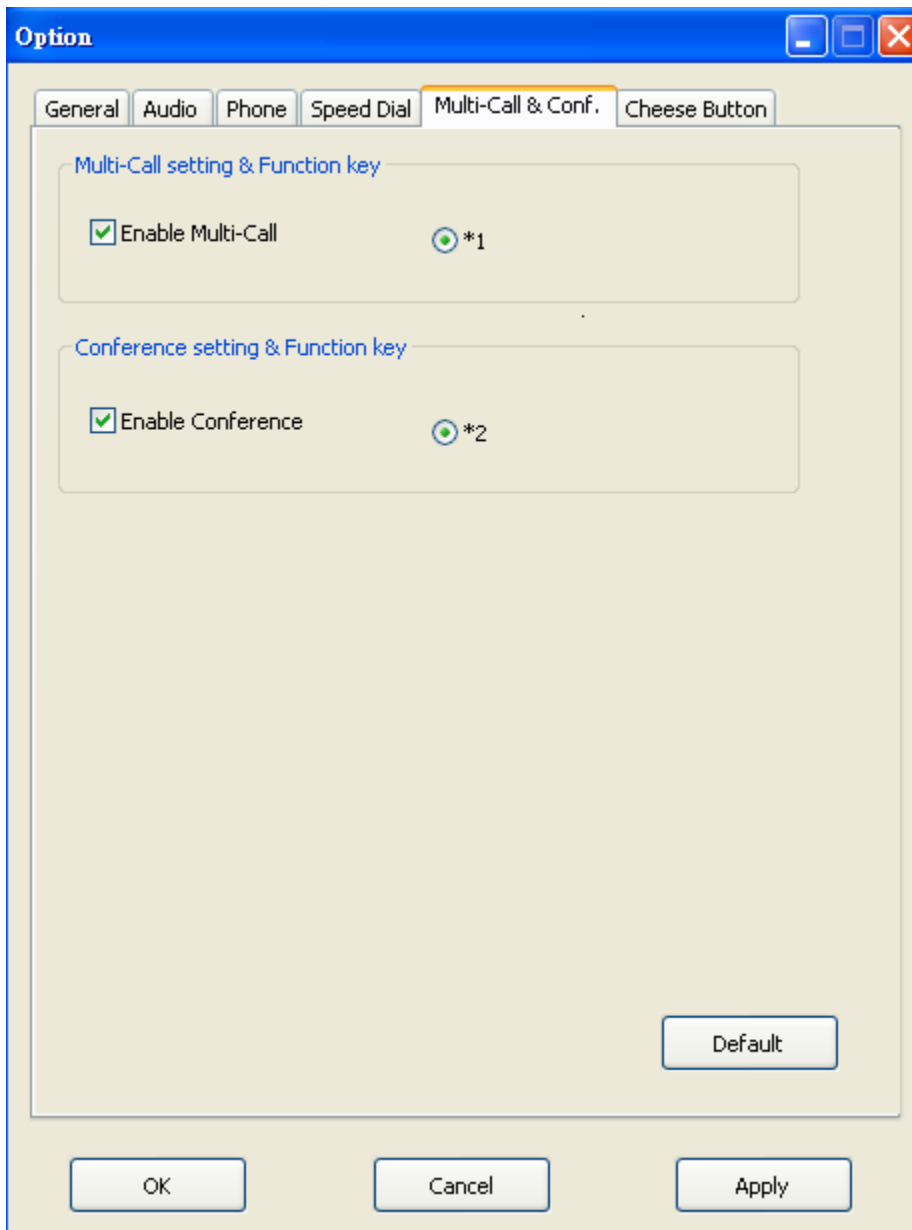 Option
General Audio Phone Speed Dial Multi-Call & Conf. Cheese Button
Multi-Call setting & Function key
Enable Multi-Call *1
Conference setting & Function key
Enable Conference *2
Default
OK Cancel Apply